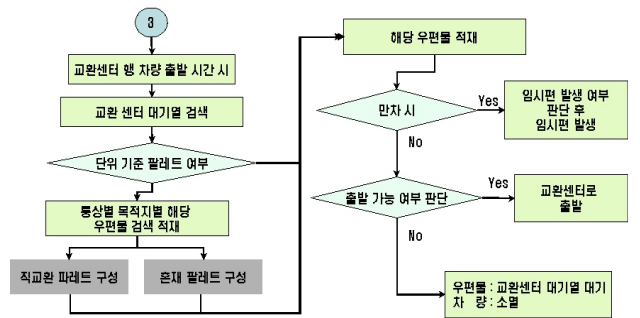 3
교환센터 행 차량 출발 시간 시
교환 센터 대기열 검색
단위 기준 팔레트 여부
통상별 목적지별 해당
우편물 검색 적재
직교환 파레트 구성
혼재 팔레트 구성
해당 우편물 적재
만차 시
Yes
임시편 발생 여부
판단 후
임시편 발생
No
출발 가능 여부 판단
Yes
교환센터로
출발
No
우편물 : 교환센터 대기열 대기
차 량 : 소멸